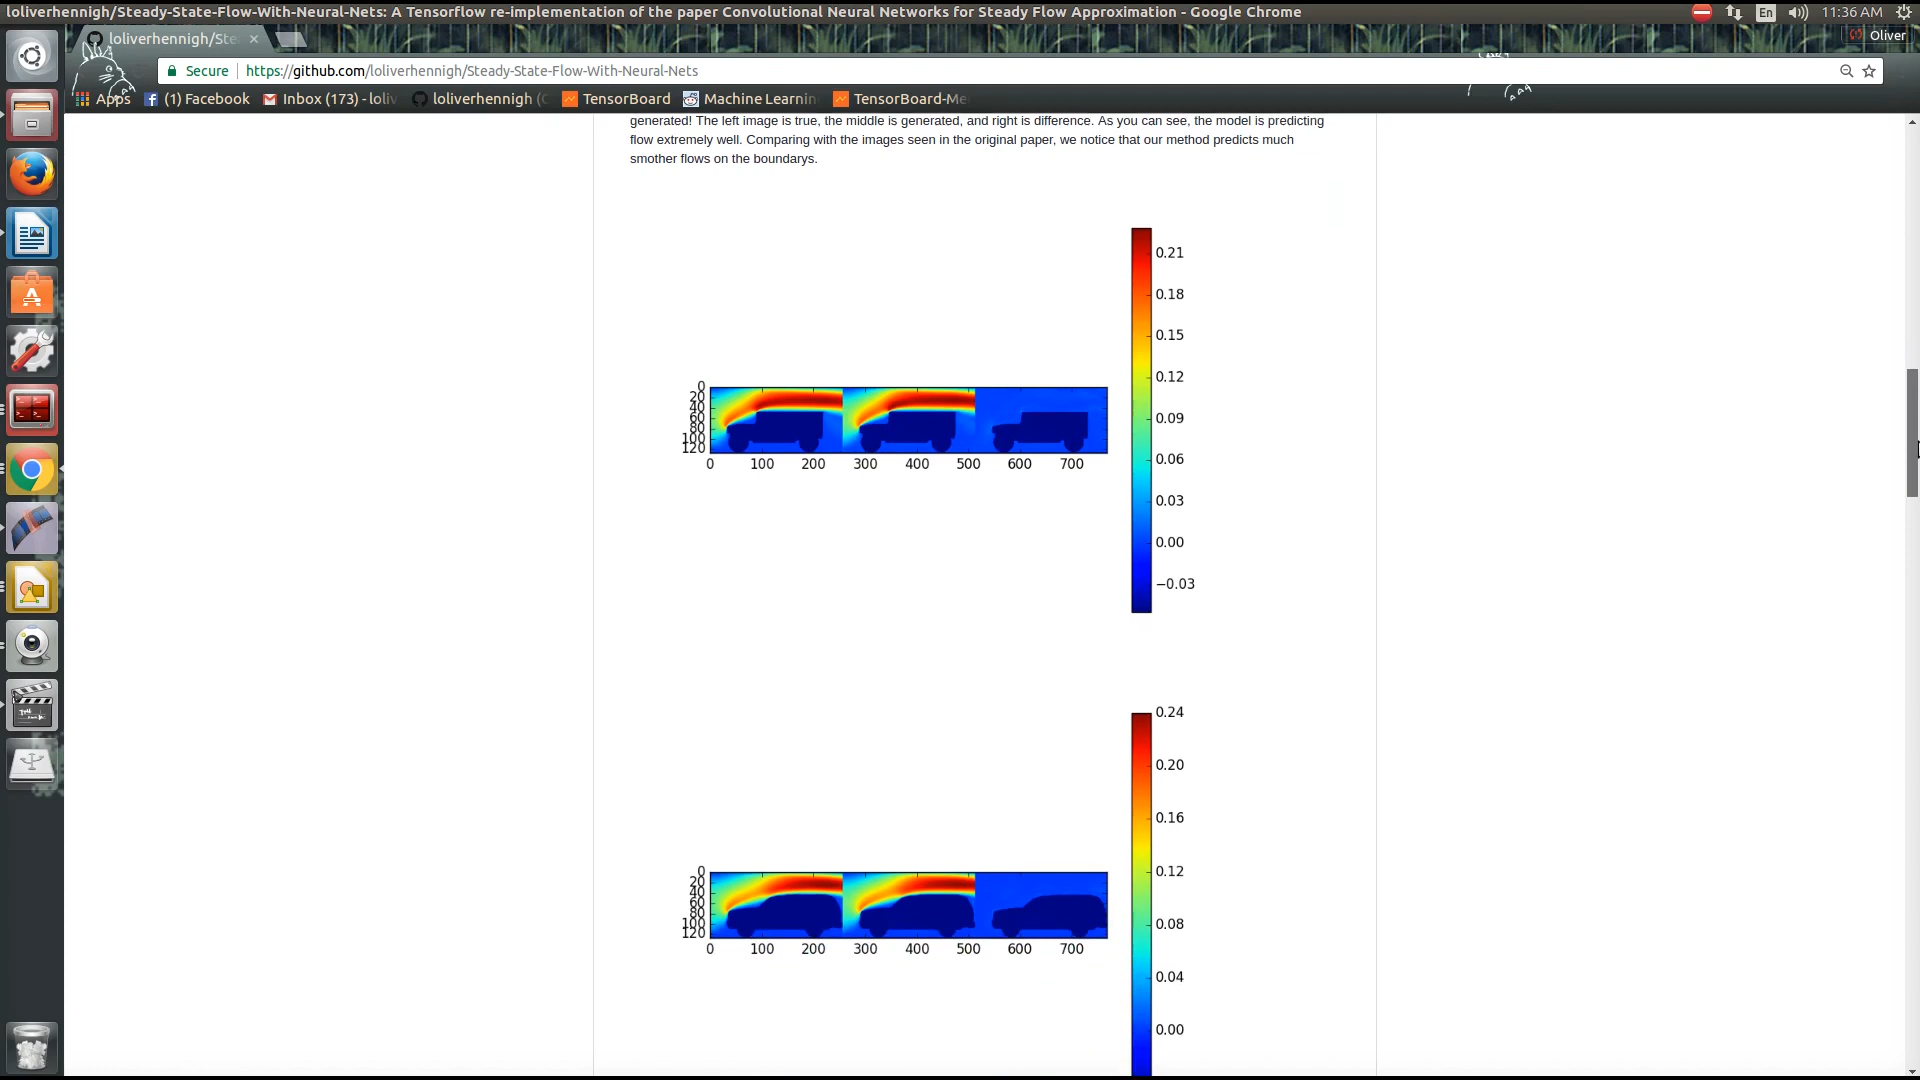 loliverhennigh/Steady-State-Flow-With-Neural-Nets: A Tensorflow re-implementation of the paper Convolutional Neural Networks for Steady Flow Approximation - Google Chrome
En
11:36 AM
loliverhennigh/Ste
Oliver
Secure
https://github.com/loliverhennigh/Steady-State-Flow-With-Neural-Nets
Apps
(1) Facebook
Inbox (173) - loliv
loliverhennigh (
TensorBoard
Machine Learnin
TensorBoard-Me
generated! The left image is true, the middle is generated, and right is difference. As you can see, the model is predicting
flow extremely well. Comparing with the images seen in the original paper, we notice that our method predicts much
smother flows on the boundarys.
0.21
0.18
0.15
0.12
0.09
0.06
0.03
0.00
−0.03
0
20
40
60
80
100
120
0 100 200 300 400 500 600 700
0.24
0.20
0.16
0.12
0.08
0.04
0.00
0
20
40
60
80
100
120
0 100 200 300 400 500 600 700